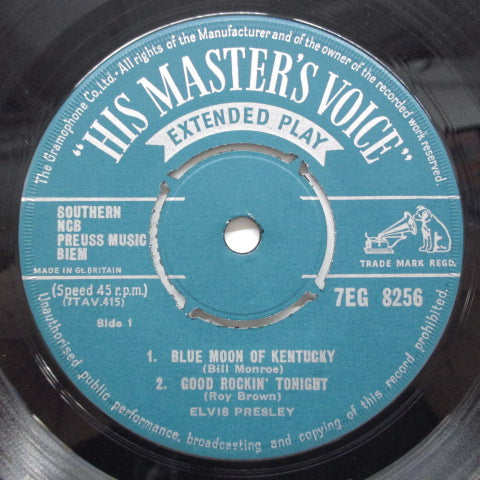 The Gramophone Co. Ltd. · All rights of the Manufacturer and of the owner of the recorded work reserved.
"HIS MASTER'S VOICE"
EXTENDED PLAY
SOUTHERN
NCB
PREUSS MUSIC
BIEM
MADE IN Gt. BRITAIN
TRADE MARK REGD.
(Speed 45 r.p.m.)
(7TAV.415)
7EG 8256
Side 1
1. BLUE MOON OF KENTUCKY
(Bill Monroe)
2. GOOD ROCKIN' TONIGHT
(Roy Brown)
ELVIS PRESLEY
Unauthorised public performance, broadcasting and copying of this record prohibited.